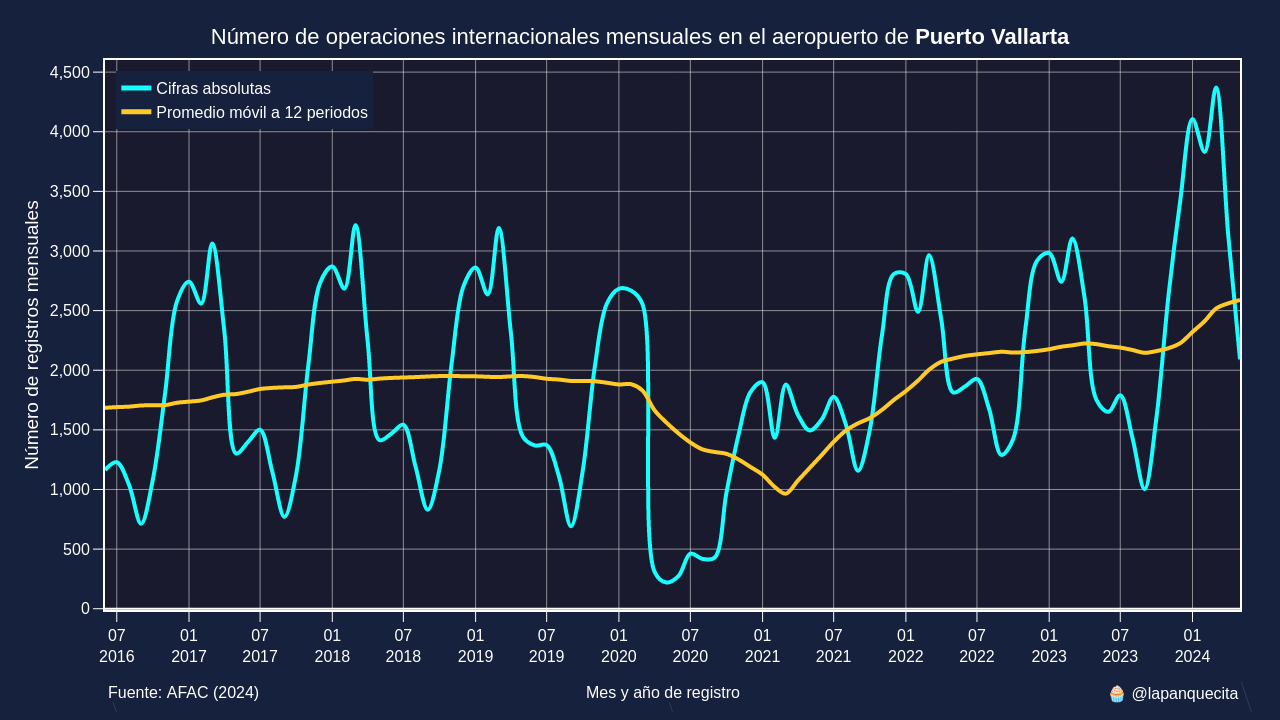 Número de operaciones internacionales mensuales en el aeropuerto de Puerto Vallarta
Cifras absolutas
Promedio móvil a 12 periodos
Número de registros mensuales
4,500
4,000
3,500
3,000
2,500
2,000
1,500
1,000
500
0
07 01 07 01 07 01 07 01 07 01 07 01 07 01 07 01
2016 2017 2017 2018 2018 2019 2019 2020 2020 2021 2021 2022 2022 2023 2023 2024
Fuente: AFAC (2024) Mes y año de registro 🧁 @lapanquecita